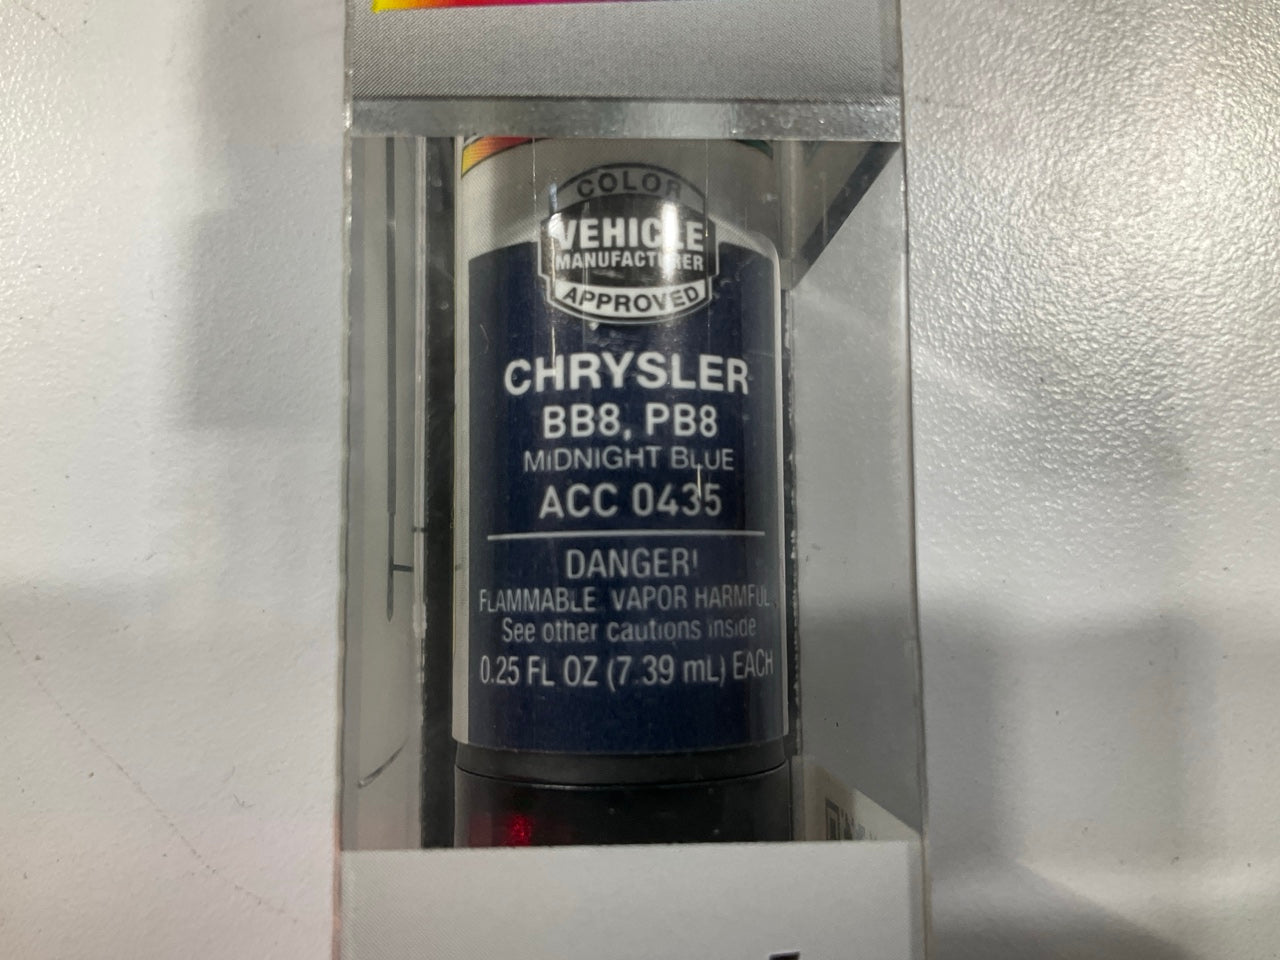 COLOR
VEHICLE
MANUFACTURER
APPROVED
CHRYSLER
BB8, PB8
MIDNIGHT BLUE
ACC 0435
DANGER!
FLAMMABLE. VAPOR HARMFUL.
See other cautions inside
0.25 FL OZ (7.39 mL) EACH